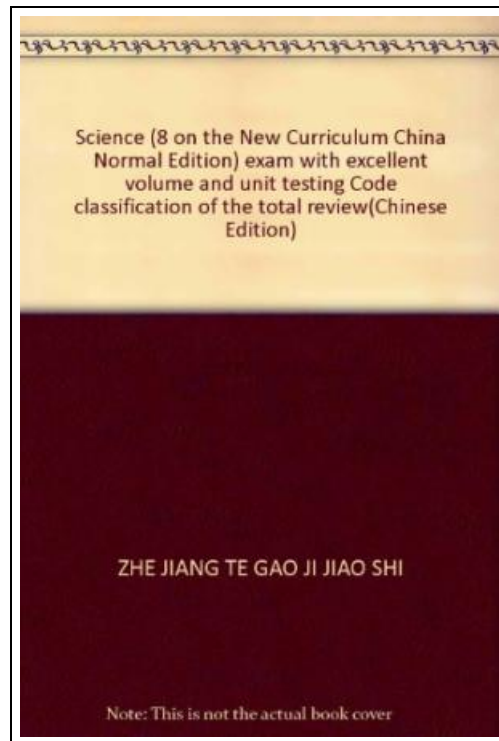 Science (8 on the New Curriculum China
Normal Edition) exam with excellent
volume and unit testing Code
classification of the total review(Chinese
Edition)
ZHE JIANG TE GAO JI JIAO SHI
Note: This is not the actual book cover